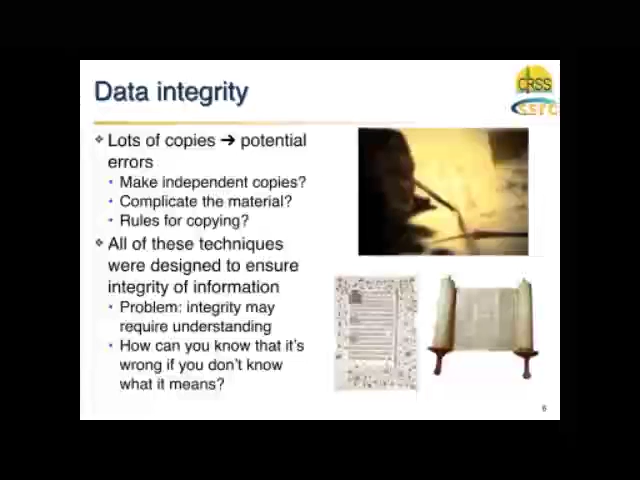 Data integrity
CRSS
ssrc
Lots of copies ➔ potential
errors
Make independent copies?
Complicate the material?
Rules for copying?
All of these techniques
were designed to ensure
integrity of information
Problem: integrity may
require understanding
How can you know that it's
wrong if you don't know
what it means?
6